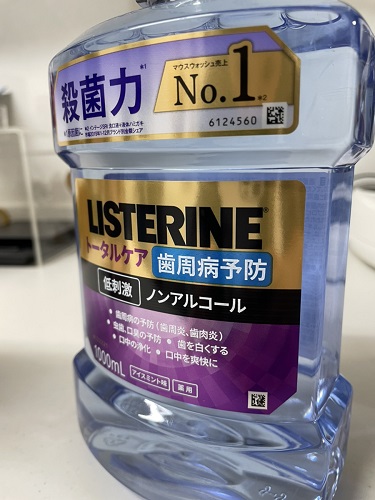 殺菌力※1
マウスウォッシュ売上
No.1※2
6124560
LISTERINE®
トータルケア 歯周病予防
低刺激 ノンアルコール
• 歯周病の予防(歯周炎、歯肉炎)
• 虫歯、口臭の予防 • 歯を白くする
• 口中の浄化 • 口中を爽快に
1000mL
アイスミント味 薬用